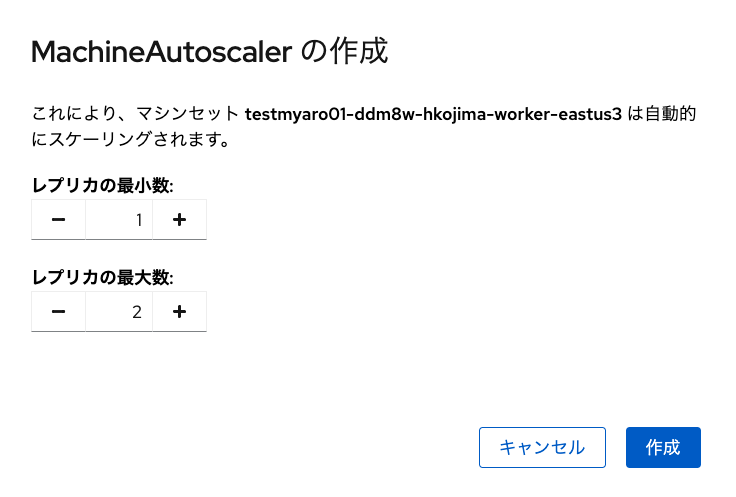 MachineAutoscaler の作成
これにより、マシンセット testmyaro01-ddm8w-hkojima-worker-eastus3 は自動的
にスケーリングされます。
レプリカの最小数:
− 1 +
レプリカの最大数:
− 2 +
キャンセル 作成